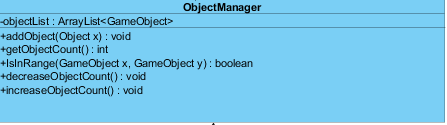 ObjectManager
-objectList : ArrayList<GameObject>
+addObject(Object x) : void
+getObjectCount() : int
+IsInRange(GameObject x, GameObject y) : boolean
+decreaseObjectCount() : void
+increaseObjectCount() : void